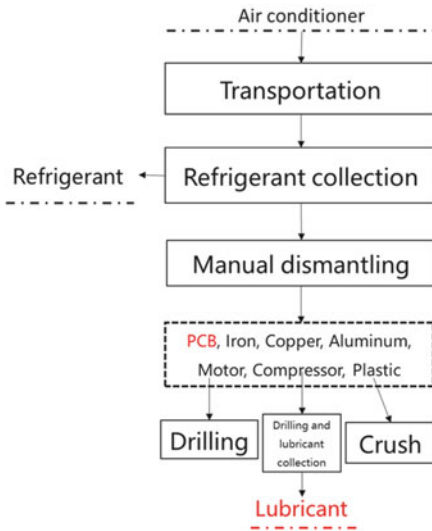 Air conditioner
Transportation
Refrigerant
Refrigerant collection
Manual dismantling
PCB, Iron, Copper, Aluminum,
Motor, Compressor, Plastic
Drilling
Drilling and
lubricant
collection
Crush
Lubricant